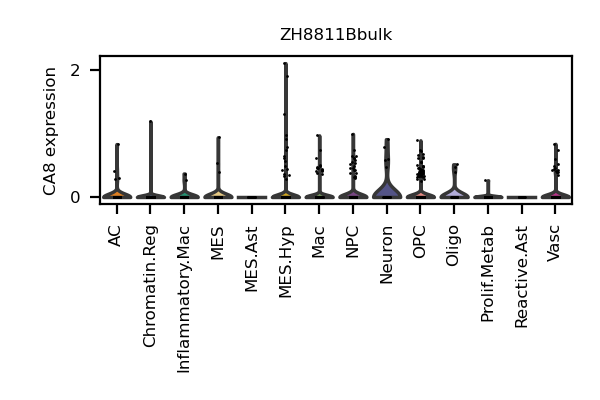 ZH8811Bbulk
CA8 expression
2
0
AC
Chromatin.Reg
Inflammatory.Mac
MES
MES.Ast
MES.Hyp
Mac
NPC
Neuron
OPC
Oligo
Prolif.Metab
Reactive.Ast
Vasc